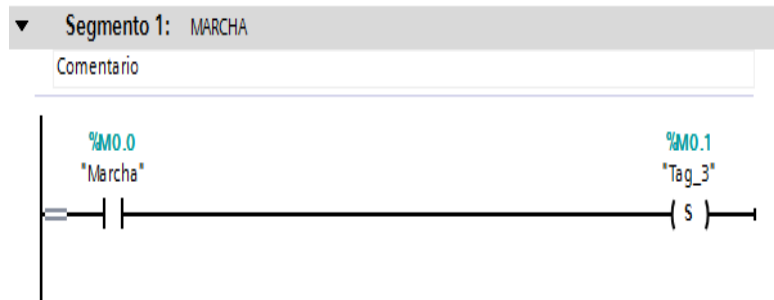 Segmento 1: MARCHA
Comentario
%M0.0 %M0.1
"Marcha" "Tag_3"
S